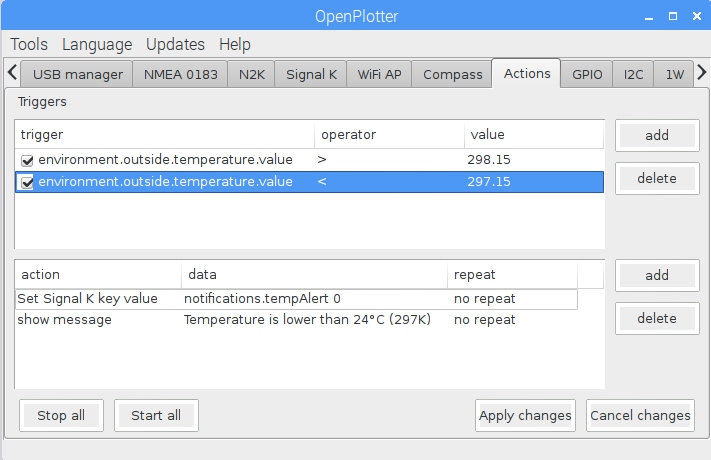 OpenPlotter
Tools Language Updates Help
USB manager NMEA 0183 N2K Signal K WiFi AP Compass Actions GPIO I2C 1W
Triggers
trigger operator value add
environment.outside.temperature.value > 298.15
environment.outside.temperature.value < 297.15 delete
action data repeat add
Set Signal K key value notifications.tempAlert 0 no repeat
show message Temperature is lower than 24°C (297K) no repeat delete
Stop all Start all Apply changes Cancel changes